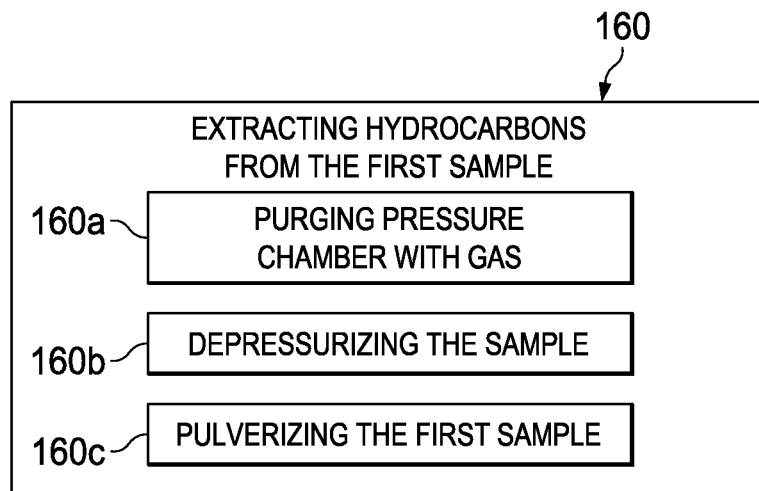 160
EXTRACTING HYDROCARBONS
FROM THE FIRST SAMPLE
160a
PURGING PRESSURE
CHAMBER WITH GAS
160b
DEPRESSURIZING THE SAMPLE
160c
PULVERIZING THE FIRST SAMPLE